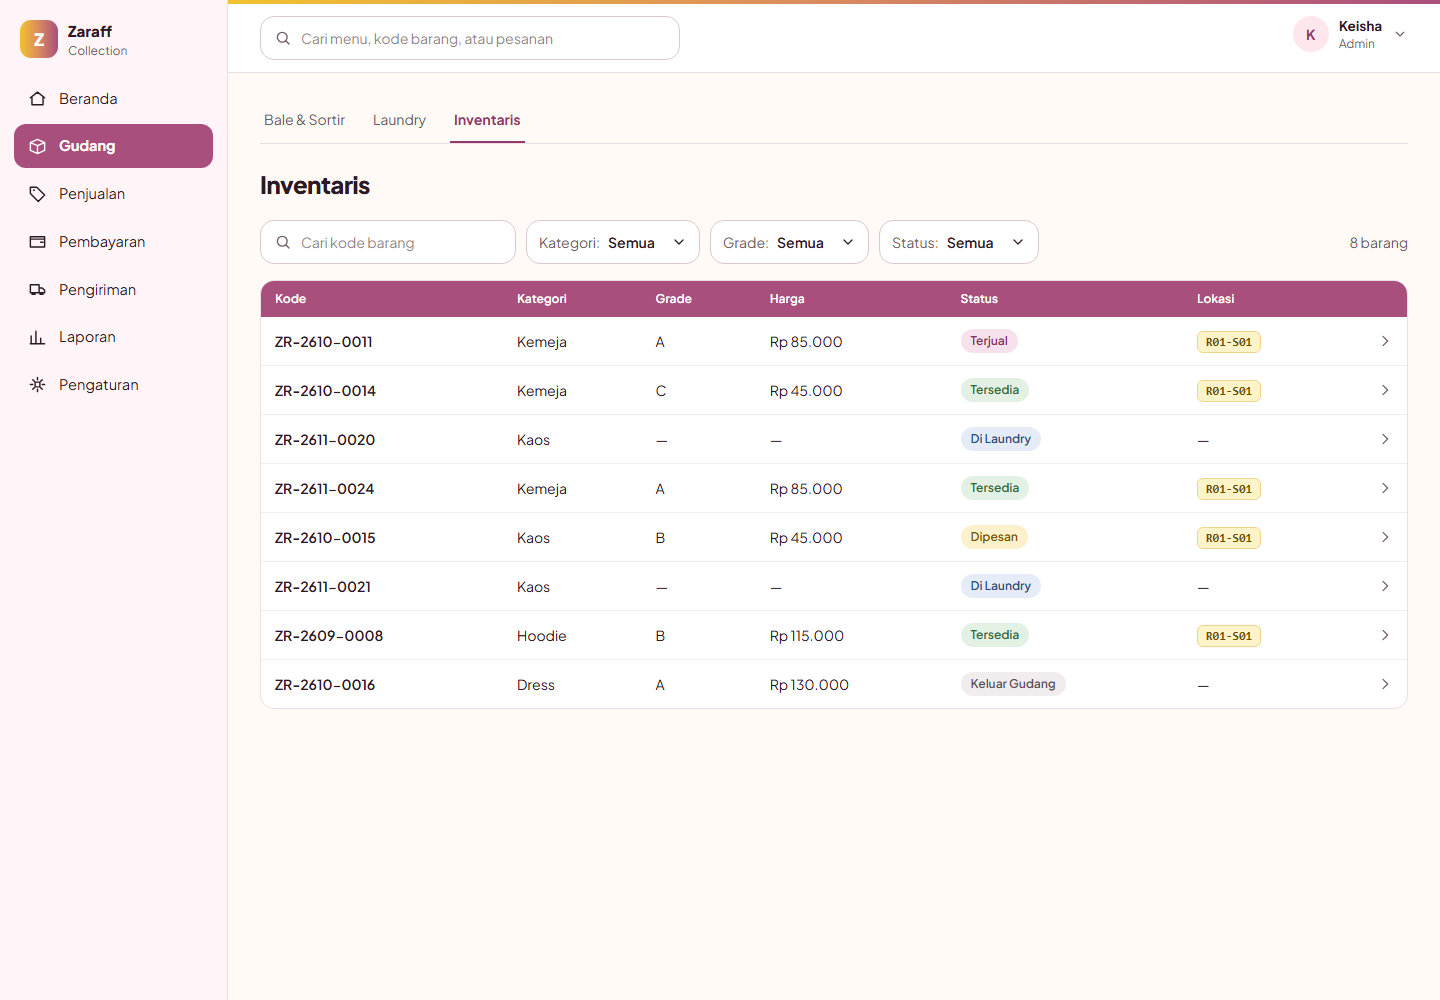 Z
Zaraff
Collection
Cari menu, kode barang, atau pesanan
K
Keisha
Admin
Beranda
Gudang
Penjualan
Pembayaran
Pengiriman
Laporan
Pengaturan
Bale & Sortir Laundry Inventaris
Inventaris
Cari kode barang Kategori: Semua Grade: Semua Status: Semua 8 barang
Kode Kategori Grade Harga Status Lokasi
ZR-2610-0011 Kemeja A Rp 85.000 Terjual R01-S01
ZR-2610-0014 Kemeja C Rp 45.000 Tersedia R01-S01
ZR-2611-0020 Kaos — — Di Laundry —
ZR-2611-0024 Kemeja A Rp 85.000 Tersedia R01-S01
ZR-2610-0015 Kaos B Rp 45.000 Dipesan R01-S01
ZR-2611-0021 Kaos — — Di Laundry —
ZR-2609-0008 Hoodie B Rp 115.000 Tersedia R01-S01
ZR-2610-0016 Dress A Rp 130.000 Keluar Gudang —